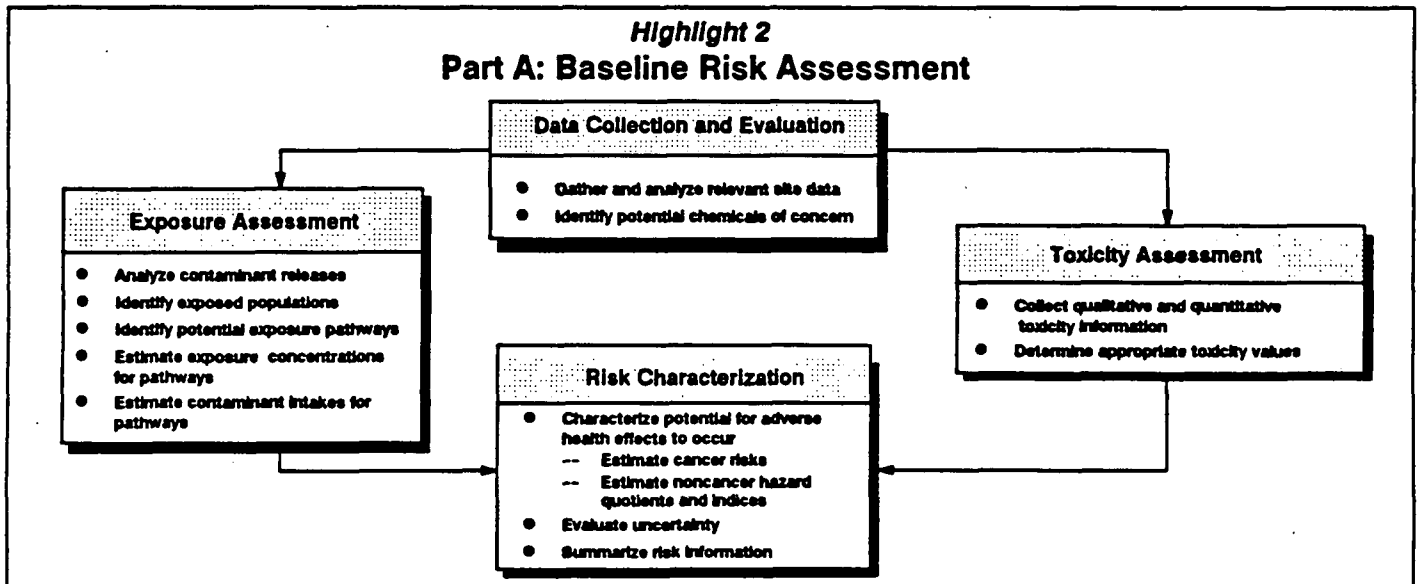 Highlight 2
Part A: Baseline Risk Assessment
Data Collection and Evaluation
● Gather and analyze relevant site data
● Identify potential chemicals of concern
Exposure Assessment
● Analyze contaminant releases
● Identify exposed populations
● Identify potential exposure pathways
● Estimate exposure concentrations
for pathways
● Estimate contaminant intakes for
pathways
Toxicity Assessment
● Collect qualitative and quantitative
toxicity information
● Determine appropriate toxicity values
Risk Characterization
● Characterize potential for adverse
health effects to occur
-- Estimate cancer risks
-- Estimate noncancer hazard
quotients and indices
● Evaluate uncertainty
● Summarize risk information